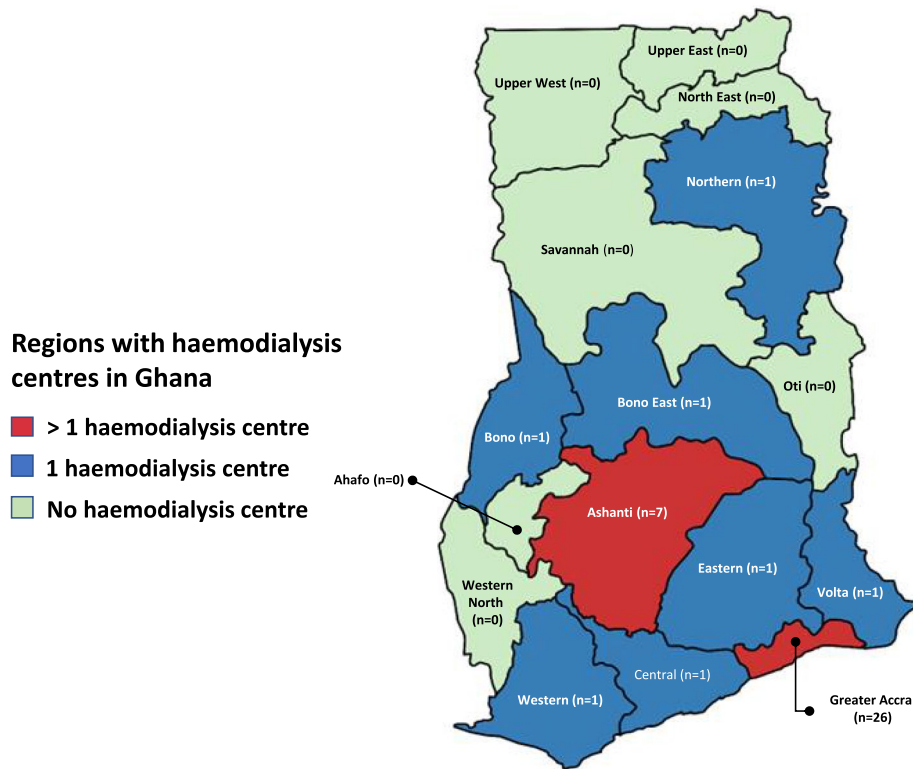 Upper East (n=0)
Upper West (n=0)
North East (n=0)
Northern (n=1)
Savannah (n=0)
Regions with haemodialysis
centres in Ghana
> 1 haemodialysis centre
1 haemodialysis centre
No haemodialysis centre
Oti (n=0)
Bono East (n=1)
Bono (n=1)
Ahafo (n=0)
Ashanti (n=7)
Eastern (n=1)
Volta (n=1)
Western
North
(n=0)
Central (n=1)
Western (n=1)
Greater Accra
(n=26)